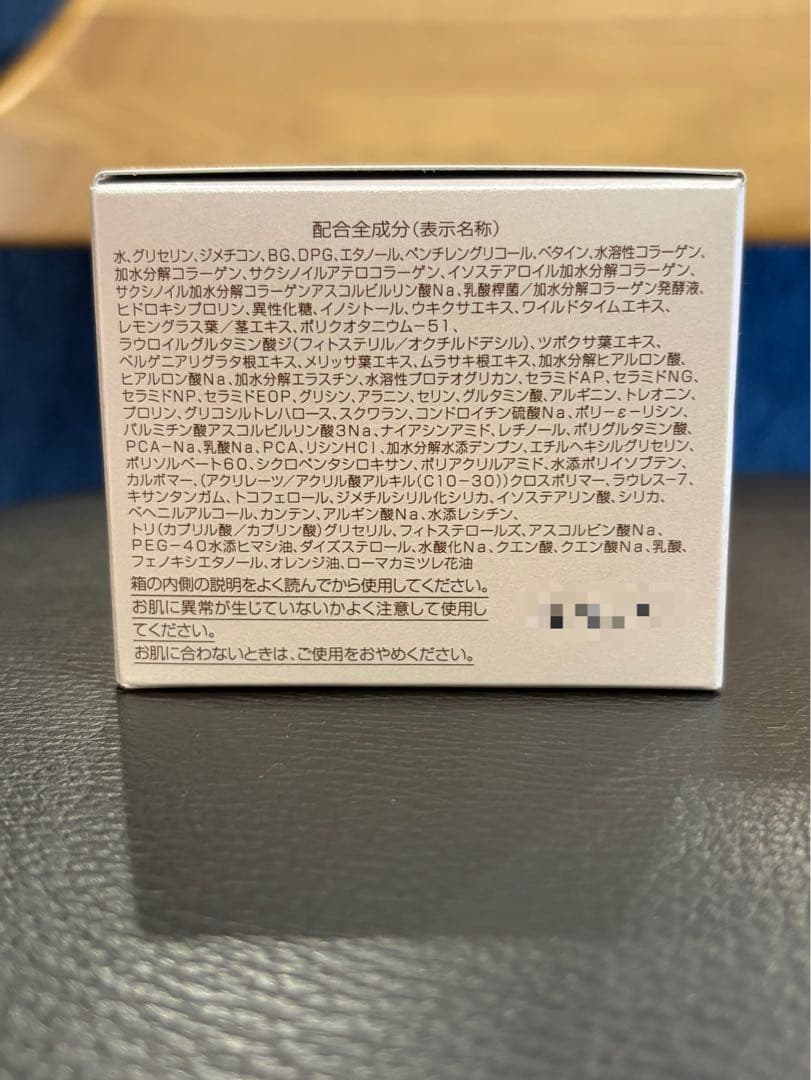 配合全成分(表示名称)
水、グリセリン、ジメチコン、BG、DPG、エタノール、ペンチレングリコール、ベタイン、水溶性コラーゲン、
加水分解コラーゲン、サクシノイルアテロコラーゲン、イソステアロイル加水分解コラーゲン、
サクシノイル加水分解コラーゲンアスコルビルリン酸Na、乳酸桿菌/加水分解コラーゲン発酵液、
ヒドロキシプロリン、異性化糖、イノシトール、ウキクサエキス、ワイルドタイムエキス、
レモングラス葉/茎エキス、ポリクオタニウム-51、
ラウロイルグルタミン酸ジ(フィトステリル/オクチルドデシル)、ツボクサ葉エキス、
ベルゲニアリグラタ根エキス、メリッサ葉エキス、ムラサキ根エキス、加水分解ヒアルロン酸、
ヒアルロン酸Na、加水分解エラスチン、水溶性プロテオグリカン、セラミドAP、セラミドNG、
セラミドNP、セラミドEOP、グリシン、アラニン、セリン、グルタミン酸、アルギニン、トレオニン、
プロリン、グリコシルトレハロース、スクワラン、コンドロイチン硫酸Na、ポリ-ε-リシン、
パルミチン酸アスコルビルリン酸3Na、ナイアシンアミド、レチノール、ポリグルタミン酸、
PCA-Na、乳酸Na、PCA、リシンHCl、加水分解水添デンプン、エチルヘキシルグリセリン、
ポリソルベート60、シクロペンタシロキサン、ポリアクリルアミド、水添ポリイソブテン、
カルボマー、(アクリレーツ/アクリル酸アルキル(C10-30))クロスポリマー、ラウレス-7、
キサンタンガム、トコフェロール、ジメチルシリル化シリカ、イソステアリン酸、シリカ、
ベヘニルアルコール、カンテン、アルギン酸Na、水添レシチン、
トリ(カプリル酸/カプリン酸)グリセリル、フィトステロールズ、アスコルビン酸Na、
PEG-40水添ヒマシ油、ダイズステロール、水酸化Na、クエン酸、クエン酸Na、乳酸、
フェノキシエタノール、オレンジ油、ローマカミツレ花油
箱の内側の説明をよく読んでから使用してください。
お肌に異常が生じていないかよく注意して使用し
てください。
お肌に合わないときは、ご使用をおやめください。